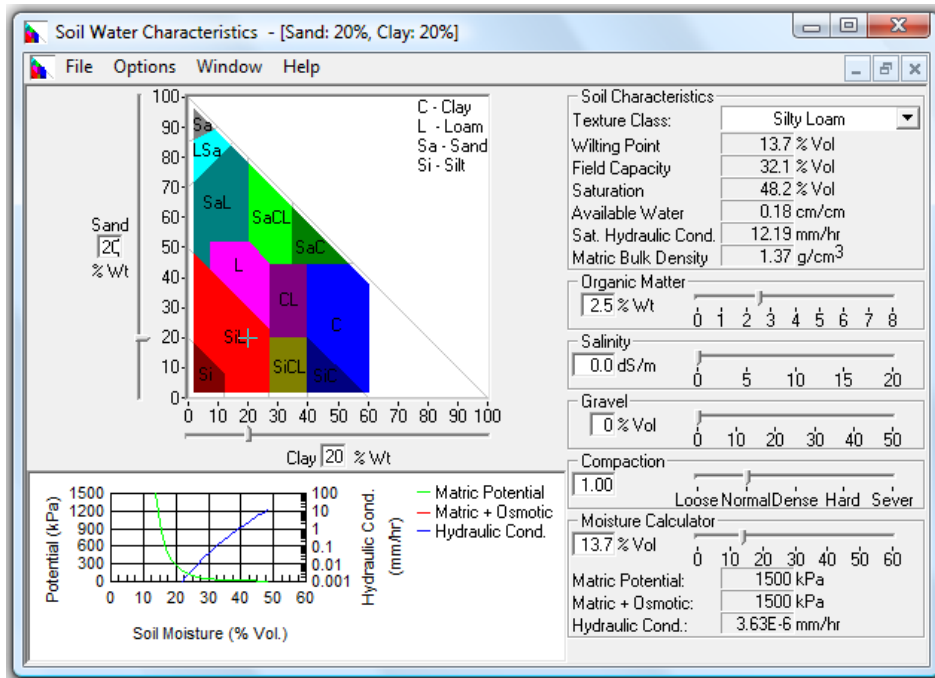 Soil Water Characteristics - [Sand: 20%, Clay: 20%]
File Options Window Help
100
90
80
70
60
50
40
30
20
10
0
Sand
20
% Wt
C - Clay
L - Loam
Sa - Sand
Si - Silt
Sa
LSa
SaL
SaCL
SaC
L
CL
C
SiL
Si
SiCL
SiC
0 10 20 30 40 50 60 70 80 90 100
Clay 20 % Wt
Potential (kPa)
1500
1200
900
600
300
0
100
10
1
0.1
0.01
0.001
Hydraulic Cond.
(mm/hr)
0 10 20 30 40 50 60
Soil Moisture (% Vol.)
Matric Potential
Matric + Osmotic
Hydraulic Cond.
Soil Characteristics
Texture Class: Silty Loam
Wilting Point 13.7 % Vol
Field Capacity 32.1 % Vol
Saturation 48.2 % Vol
Available Water 0.18 cm/cm
Sat. Hydraulic Cond. 12.19 mm/hr
Matric Bulk Density 1.37 g/cm3
Organic Matter
2.5 % Wt
0 1 2 3 4 5 6 7 8
Salinity
0.0 dS/m
0 5 10 15 20
Gravel
0 % Vol
0 10 20 30 40 50
Compaction
1.00
Loose Normal Dense Hard Sever
Moisture Calculator
13.7 % Vol
0 10 20 30 40 50 60
Matric Potential: 1500 kPa
Matric + Osmotic: 1500 kPa
Hydraulic Cond.: 3.63E-6 mm/hr